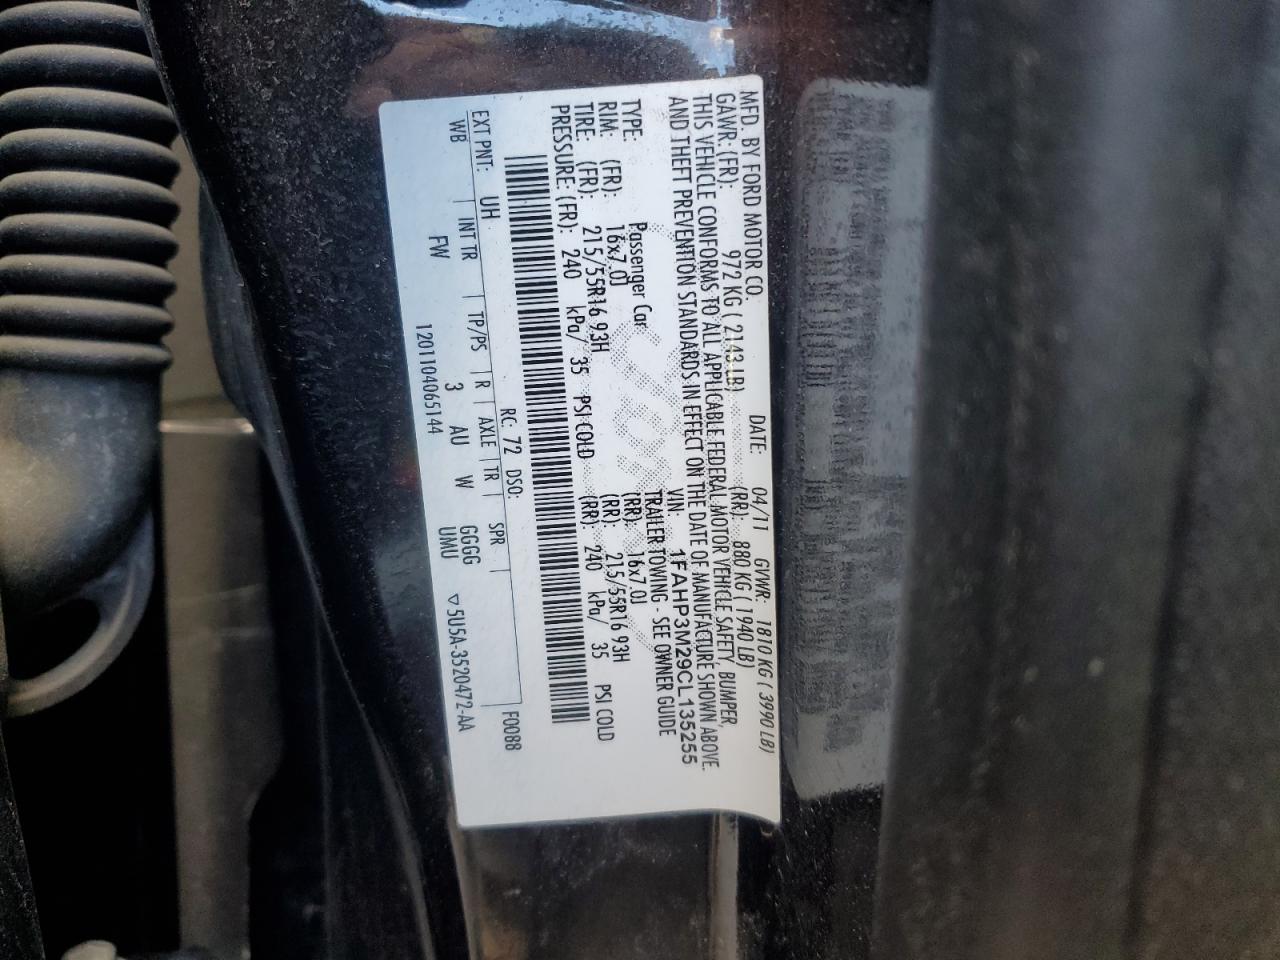 MFD. BY FORD MOTOR CO.
DATE: 04/11 GVWR: 1810 KG ( 3990 LB)
GAWR: (FR): 972 KG ( 2143 LB) (RR): 880 KG ( 1940 LB)
THIS VEHICLE CONFORMS TO ALL APPLICABLE FEDERAL MOTOR VEHICLE SAFETY, BUMPER,
AND THEFT PREVENTION STANDARDS IN EFFECT ON THE DATE OF MANUFACTURE SHOWN ABOVE.
VIN 1FAHP3M29CL135255
TYPE: Passenger Car TRAILER TOWING - SEE OWNER GUIDE
RIM: (FR): 16x7.0J (RR): 16x7.0J
TIRE: (FR): 215/55R16 93H (RR): 215/55R16 93H
PRESSURE: (FR): 240 kPa/ 35 PSI COLD (RR): 240 kPa/ 35 PSI COLD
RC: 72 DSO: F0088
EXT PNT: UH INT TR TP/PS R AXLE TR SPR
WB FW 3 AU W GGGG
UMU
1201104065144 ▽5U5A-3520472-AA